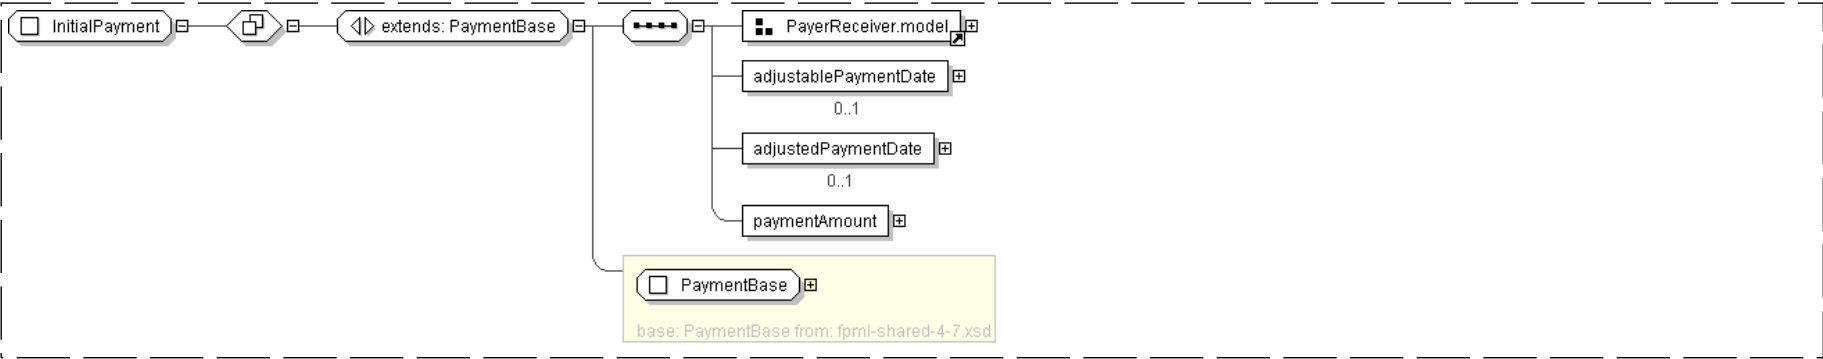 InitialPayment
extends: PaymentBase
PayerReceiver.model
adjustablePaymentDate
0..1
adjustedPaymentDate
0..1
paymentAmount
PaymentBase
base: PaymentBase from: fpml-shared-4-7.xsd